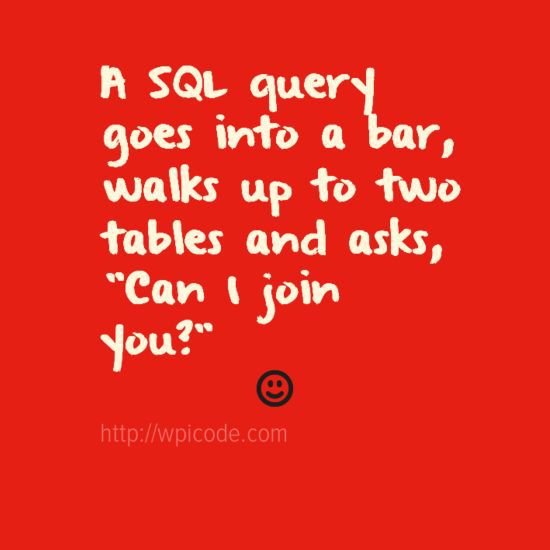 A SQL query
goes into a bar,
walks up to two
tables and asks,
"Can I join
you?"
http://wpicode.com